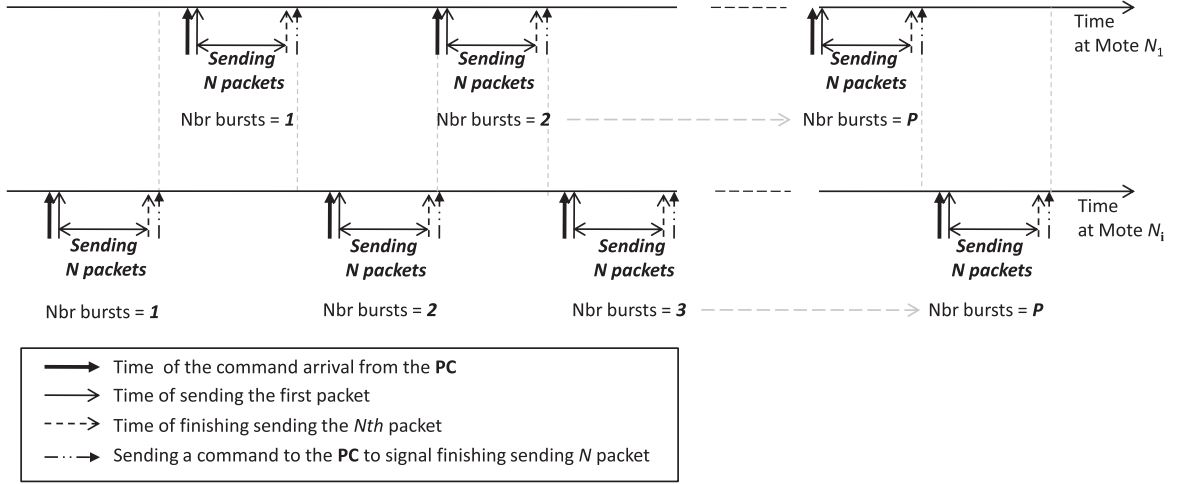 Time
at Mote N1
Sending
N packets
Sending
N packets
Sending
N packets
Nbr bursts = 1
Nbr bursts = 2
Nbr bursts = P
Time
at Mote Ni
Sending
N packets
Sending
N packets
Sending
N packets
Sending
N packets
Nbr bursts = 1
Nbr bursts = 2
Nbr bursts = 3
Nbr bursts = P
Time of the command arrival from the PC
Time of sending the first packet
Time of finishing sending the Nth packet
Sending a command to the PC to signal finishing sending N packet